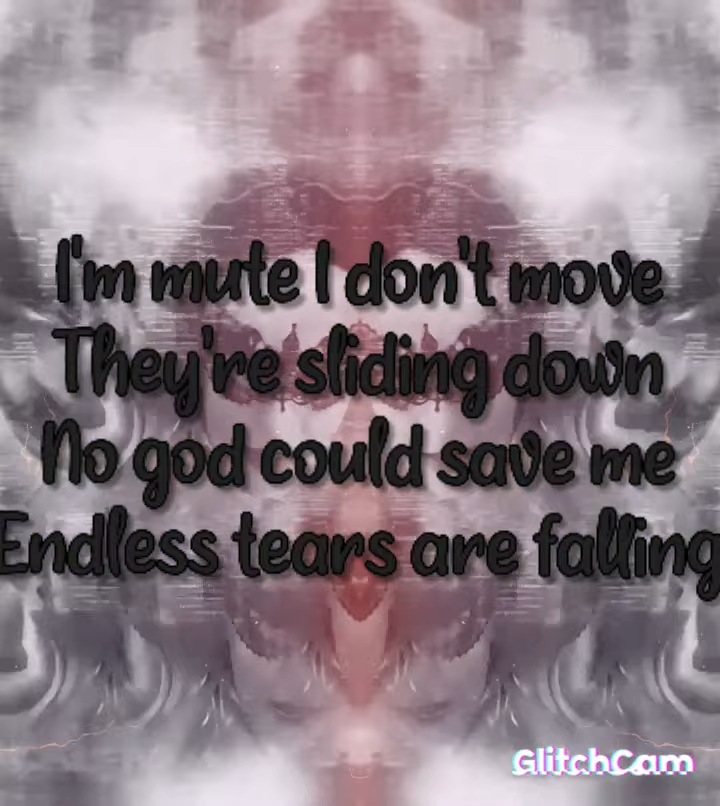 I'm mute I don't move
They're sliding down
No god could save me
Endless tears are falling
GlitchCam